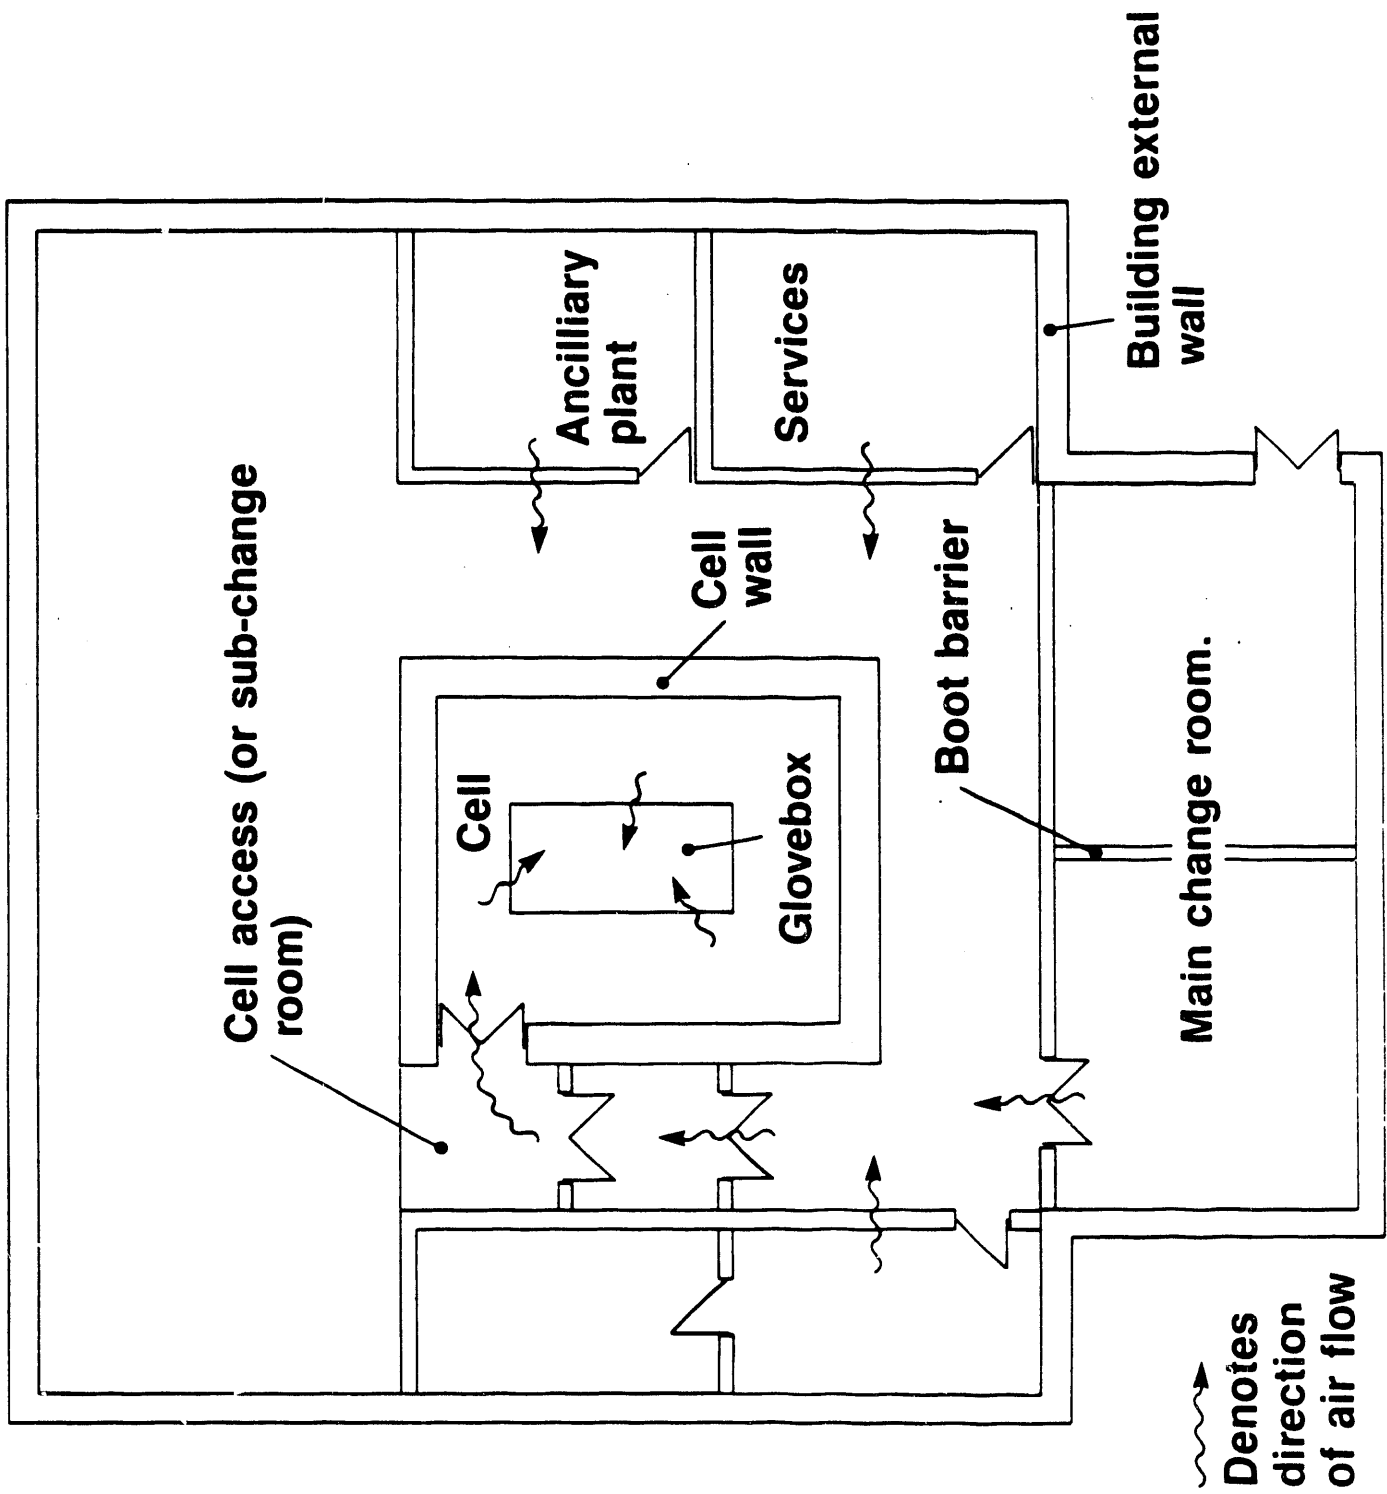 Cell access (or sub-change
room)
Ancilliary
plant
Services
Cell
Cell
wall
Glovebox
Boot barrier
Main change room.
Building external
wall
Denotes
direction
of air flow